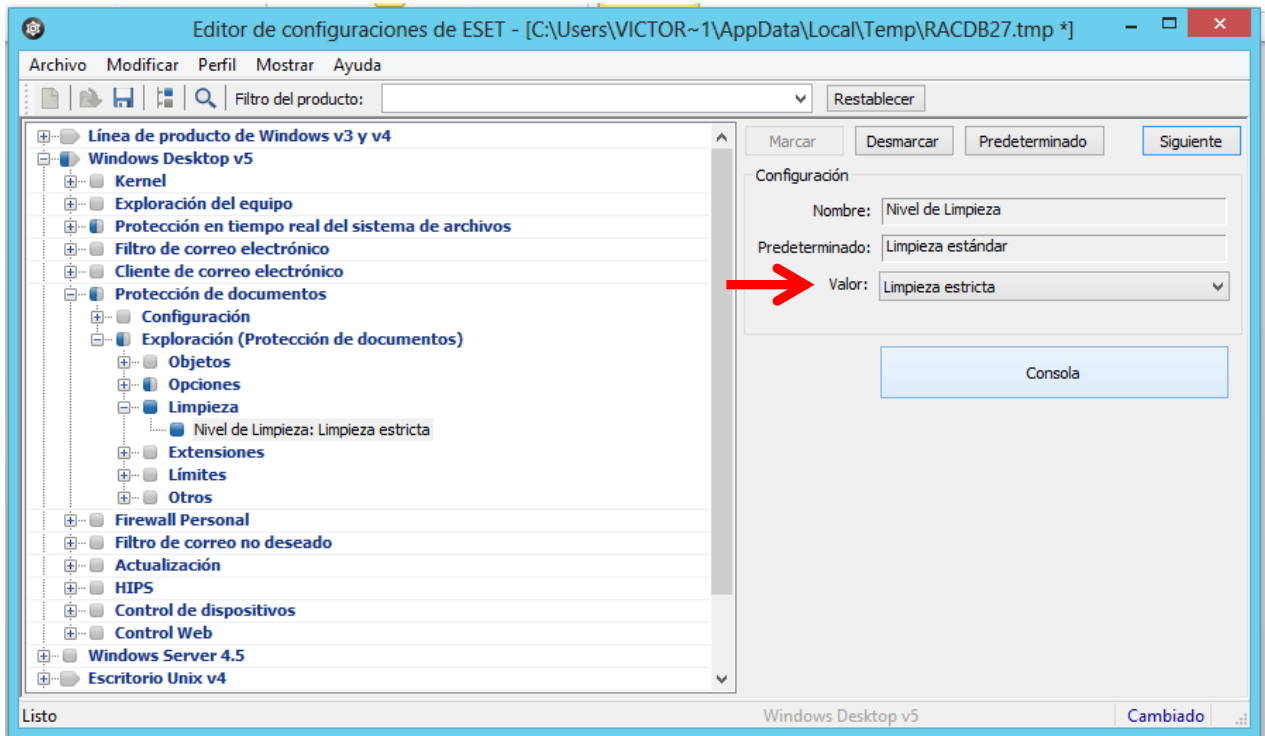 Editor de configuraciones de ESET - [C:\Users\VICTOR~1\AppData\Local\Temp\RACDB27.tmp *]
Archivo Modificar Perfil Mostrar Ayuda
Filtro del producto: Restablecer
Línea de producto de Windows v3 y v4
Windows Desktop v5
Kernel
Exploración del equipo
Protección en tiempo real del sistema de archivos
Filtro de correo electrónico
Cliente de correo electrónico
Protección de documentos
Configuración
Exploración (Protección de documentos)
Objetos
Opciones
Limpieza
Nivel de Limpieza: Limpieza estricta
Extensiones
Límites
Otros
Firewall Personal
Filtro de correo no deseado
Actualización
HIPS
Control de dispositivos
Control Web
Windows Server 4.5
Escritorio Unix v4
Marcar Desmarcar Predeterminado Siguiente
Configuración
Nombre: Nivel de Limpieza
Predeterminado: Limpieza estándar
Valor: Limpieza estricta
Consola
Listo Windows Desktop v5 Cambiado